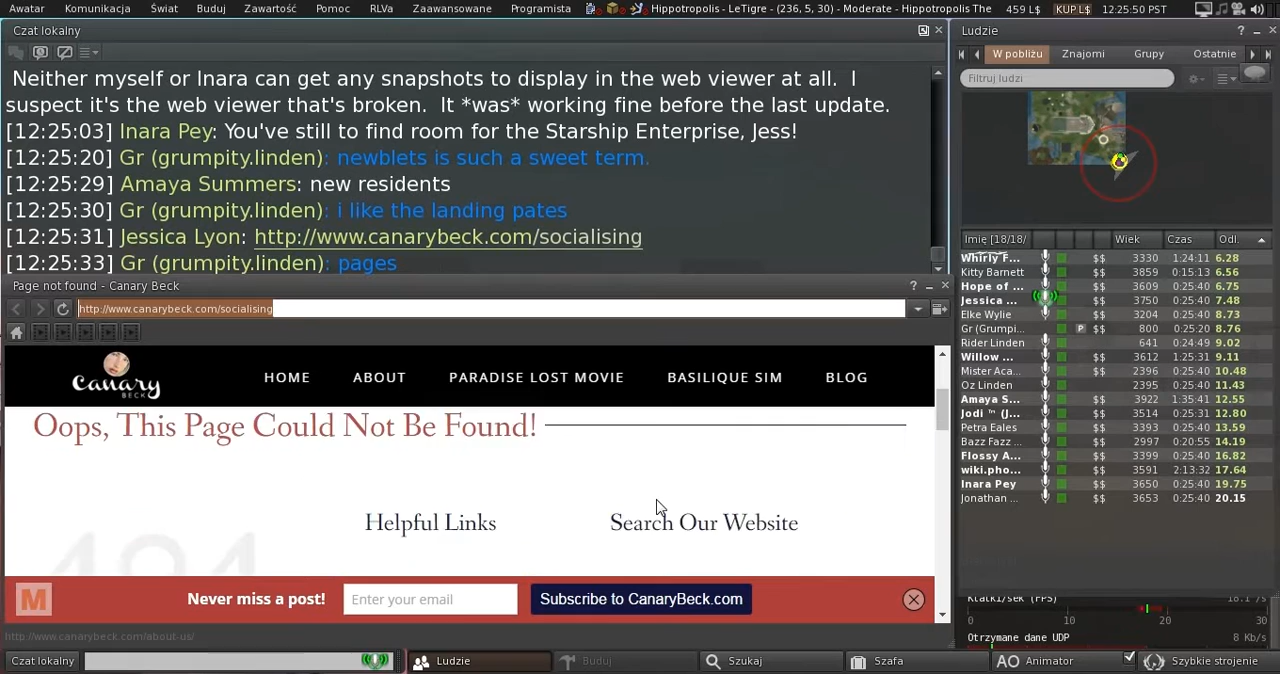 Awatar Komunikacja Świat Buduj Zawartość Pomoc RLVa Zaawansowane Programista Hippotropolis - LeTigre - (236, 5, 30) - Moderate - Hippotropolis The 459 L$ KUP L$ 12:25:50 PST
Czat lokalny
Neither myself or Inara can get any snapshots to display in the web viewer at all. I
suspect it's the web viewer that's broken. It *was* working fine before the last update.
[12:25:03] Inara Pey: You've still to find room for the Starship Enterprise, Jess!
[12:25:20] Gr (grumpity.linden): newblets is such a sweet term.
[12:25:29] Amaya Summers: new residents
[12:25:30] Gr (grumpity.linden): i like the landing pates
[12:25:31] Jessica Lyon: http://www.canarybeck.com/socialising
[12:25:33] Gr (grumpity.linden): pages
Page not found - Canary Beck
http://www.canarybeck.com/socialising
Canary
BECK
HOME ABOUT PARADISE LOST MOVIE BASILIQUE SIM BLOG
Oops, This Page Could Not Be Found!
Helpful Links Search Our Website
M Never miss a post! Enter your email Subscribe to CanaryBeck.com
http://www.canarybeck.com/about-us/
Ludzie
W pobliżu Znajomi Grupy Ostatnie
Filtruj ludzi
Imię [18/18/ Wiek Czas Odl.
Whirly F... $$ 3330 1:24:11 6.28
Kitty Barnett $$ 3859 0:15:13 6.56
Hope of ... $$ 3609 0:25:40 6.75
Jessica ... $$ 3750 0:25:40 7.48
Elke Wylie $$ 3204 0:25:40 8.73
Gr (Grumpi... P $$ 800 0:25:20 8.76
Rider Linden 641 0:24:49 9.02
Willow ... $$ 3612 1:25:31 9.11
Mister Aca... $$ 2396 0:25:40 10.48
Oz Linden 2395 0:25:40 11.43
Amaya S... $$ 3922 1:35:41 12.55
Jodi ™ (J... $$ 3514 0:25:31 12.80
Petra Eales $$ 3393 0:25:40 13.59
Bazz Fazz ... $$ 2997 0:20:55 14.19
Flossy A... $$ 3399 0:25:40 16.82
wiki.pho... $$ 3591 2:13:32 17.64
Inara Pey $$ 3650 0:25:40 19.75
Jonathan ... $$ 3653 0:25:40 20.15
Klatki/sek (FPS) 18.1 /s
0 10 20 30
Otrzymane dane UDP 8 Kb/s
Czat lokalny Ludzie Buduj Szukaj Szafa AO Animator Szybkie strojenie